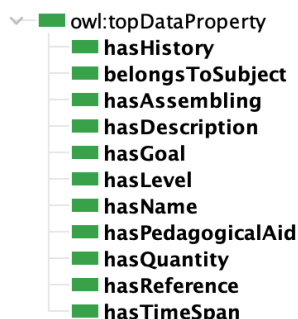 owl:topDataProperty
hasHistory
belongsToSubject
hasAssembling
hasDescription
hasGoal
hasLevel
hasName
hasPedagogicalAid
hasQuantity
hasReference
hasTimeSpan